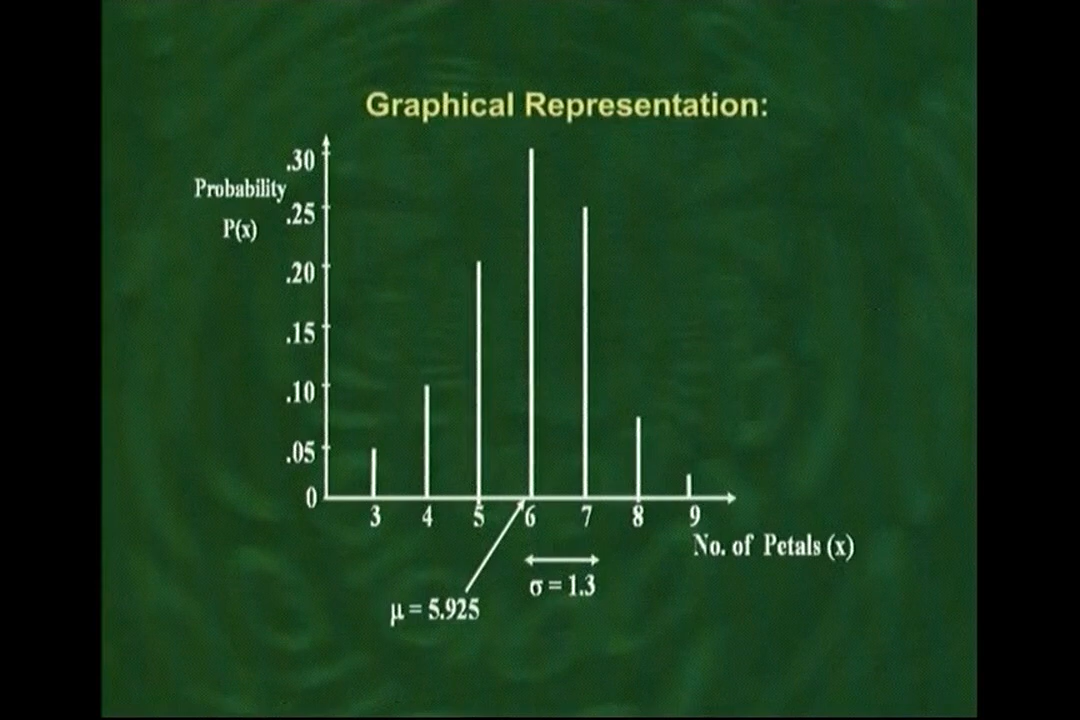 Graphical Representation:
Probability
P(x)
.30
.25
.20
.15
.10
.05
0
3 4 5 6 7 8 9
No. of Petals (x)
σ = 1.3
μ = 5.925